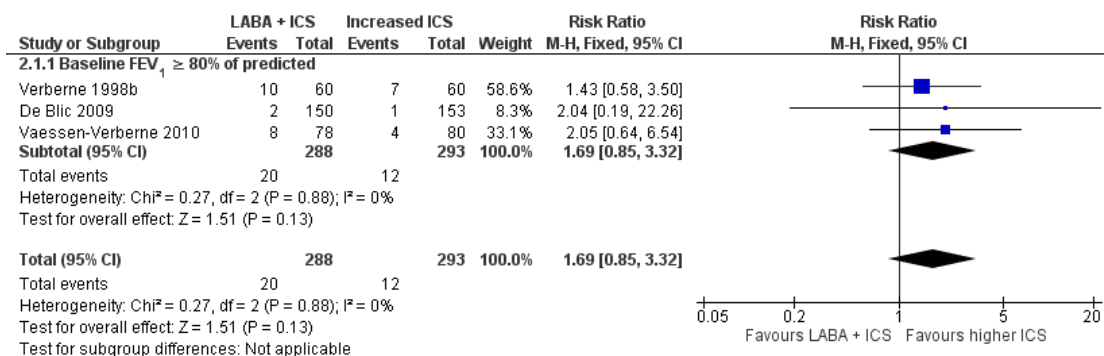 LABA + ICS Increased ICS Risk Ratio Risk Ratio
Study or Subgroup Events Total Events Total Weight M-H, Fixed, 95% CI M-H, Fixed, 95% CI
2.1.1 Baseline FEV₁ ≥ 80% of predicted
Verberne 1998b 10 60 7 60 58.6% 1.43 [0.58, 3.50]
De Blic 2009 2 150 1 153 8.3% 2.04 [0.19, 22.26]
Vaessen-Verberne 2010 8 78 4 80 33.1% 2.05 [0.64, 6.54]
Subtotal (95% CI) 288 293 100.0% 1.69 [0.85, 3.32]
Total events 20 12
Heterogeneity: Chi² = 0.27, df = 2 (P = 0.88); I² = 0%
Test for overall effect: Z = 1.51 (P = 0.13)
Total (95% CI) 288 293 100.0% 1.69 [0.85, 3.32]
Total events 20 12
Heterogeneity: Chi² = 0.27, df = 2 (P = 0.88); I² = 0%
Test for overall effect: Z = 1.51 (P = 0.13)
Test for subgroup differences: Not applicable
0.05 0.2 1 5 20
Favours LABA + ICS Favours higher ICS